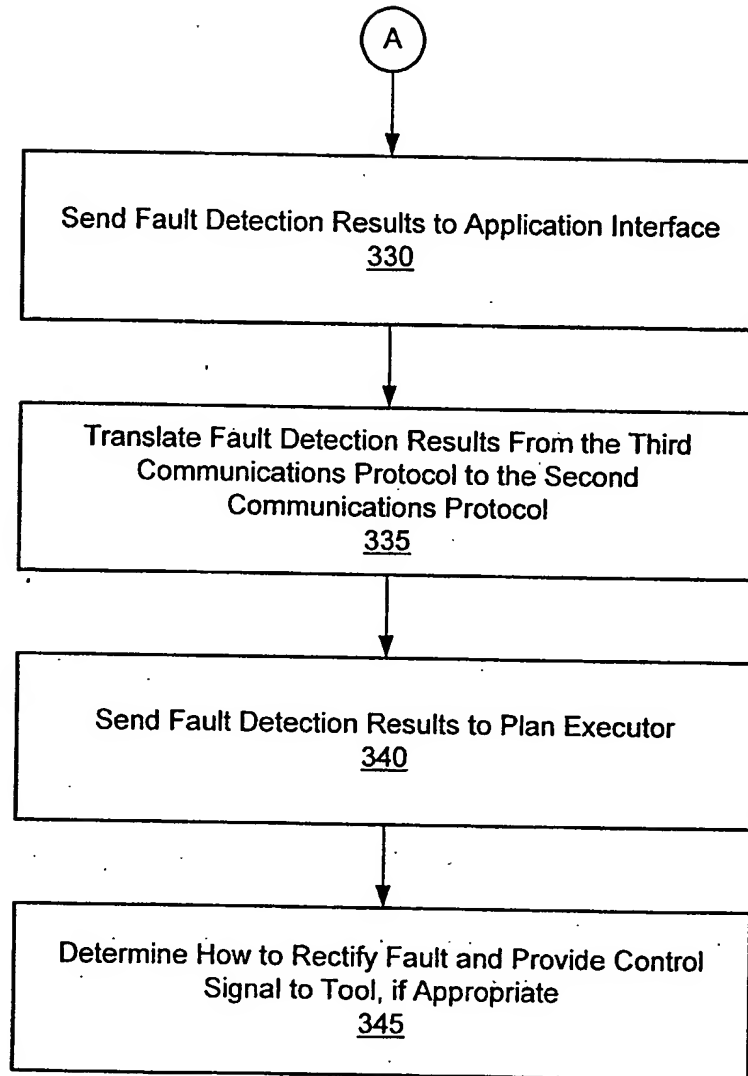 A
Send Fault Detection Results to Application Interface
330
Translate Fault Detection Results From the Third
Communications Protocol to the Second
Communications Protocol
335
Send Fault Detection Results to Plan Executor
340
Determine How to Rectify Fault and Provide Control
Signal to Tool, if Appropriate
345